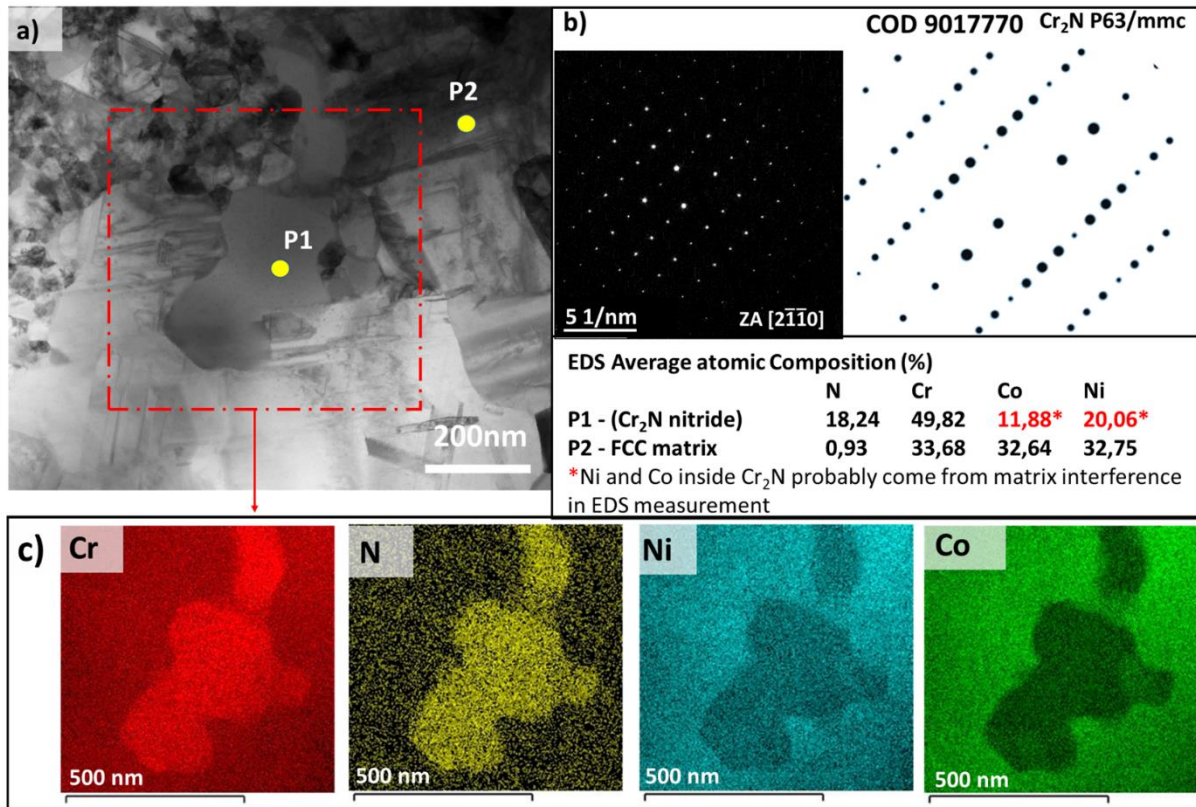 a)
P2
P1
200nm
b)
COD 9017770
Cr₂N P63/mmc
5 1/nm
ZA [2̅1̅10]
EDS Average atomic Composition (%)
N Cr Co Ni
P1 - (Cr₂N nitride) 18,24 49,82 11,88* 20,06*
P2 - FCC matrix 0,93 33,68 32,64 32,75
*Ni and Co inside Cr₂N probably come from matrix interference
in EDS measurement
c)
Cr
500 nm
N
500 nm
Ni
500 nm
Co
500 nm